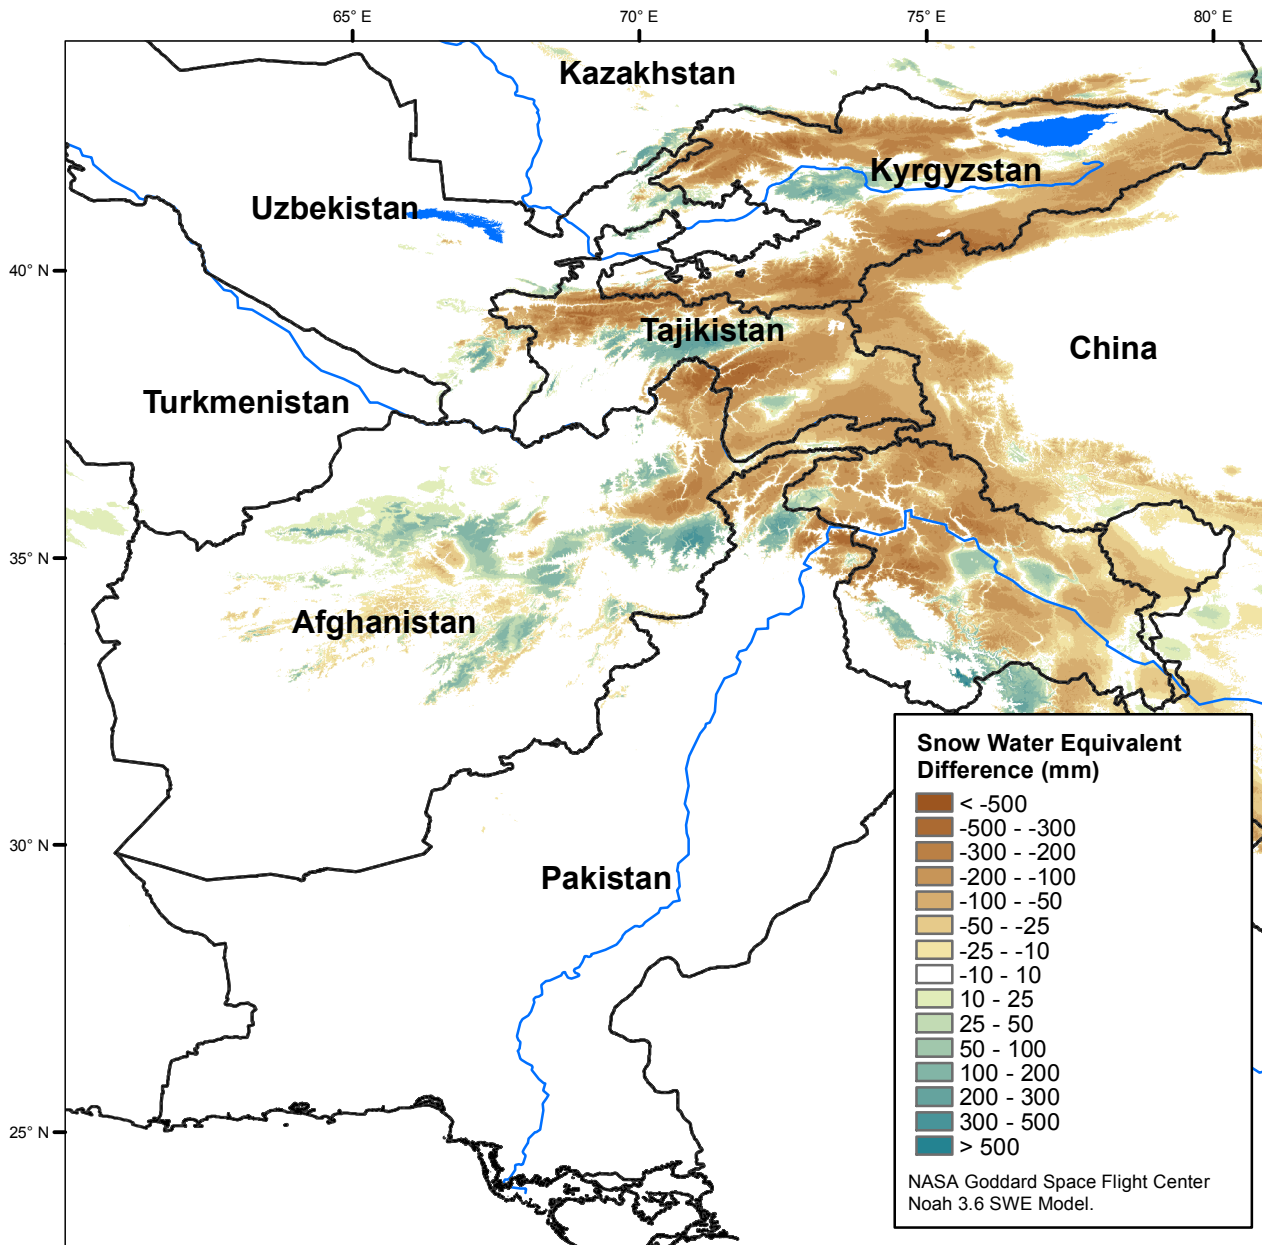 65° E
70° E
75° E
80° E
Kazakhstan
Kyrgyzstan
Uzbekistan
40° N
Tajikistan
China
Turkmenistan
35° N
Afghanistan
30° N
Pakistan
25° N
Snow Water Equivalent
Difference (mm)
< -500
-500 - -300
-300 - -200
-200 - -100
-100 - -50
-50 - -25
-25 - -10
-10 - 10
10 - 25
25 - 50
50 - 100
100 - 200
200 - 300
300 - 500
> 500
NASA Goddard Space Flight Center
Noah 3.6 SWE Model.